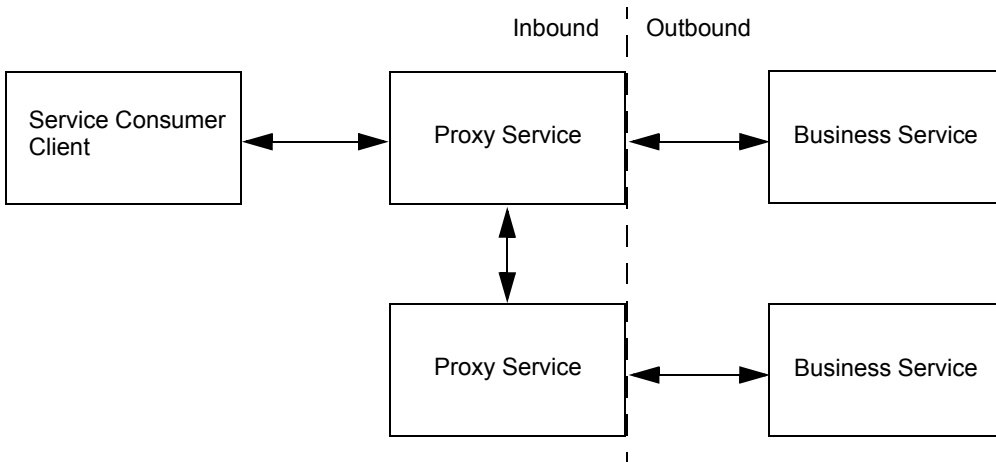 Inbound
Outbound
Service Consumer
Client
Proxy Service
Business Service
Proxy Service
Business Service